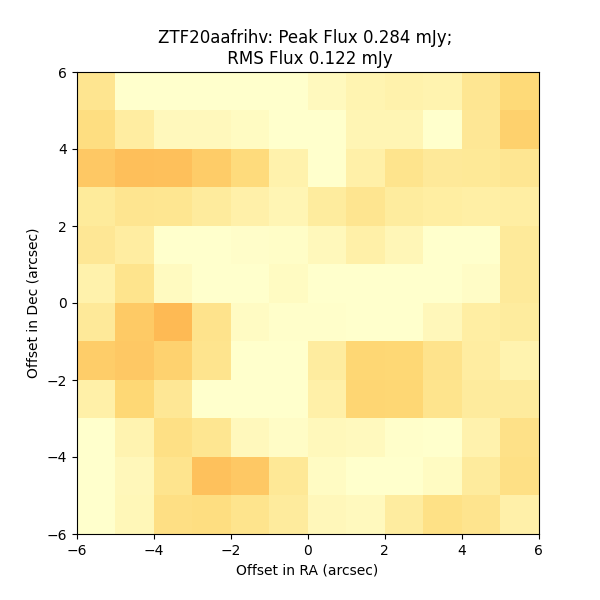 ZTF20aafrihv: Peak Flux 0.284 mJy;
RMS Flux 0.122 mJy
6
4
2
0
−2
−4
−6
Offset in Dec (arcsec)
−6 −4 −2 0 2 4 6
Offset in RA (arcsec)